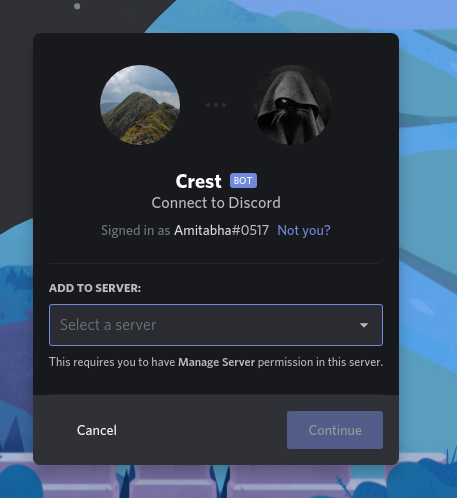 Crest BOT
Connect to Discord
Signed in as Amitabha#0517 Not you?
ADD TO SERVER:
Select a server
This requires you to have Manage Server permission in this server.
Cancel Continue